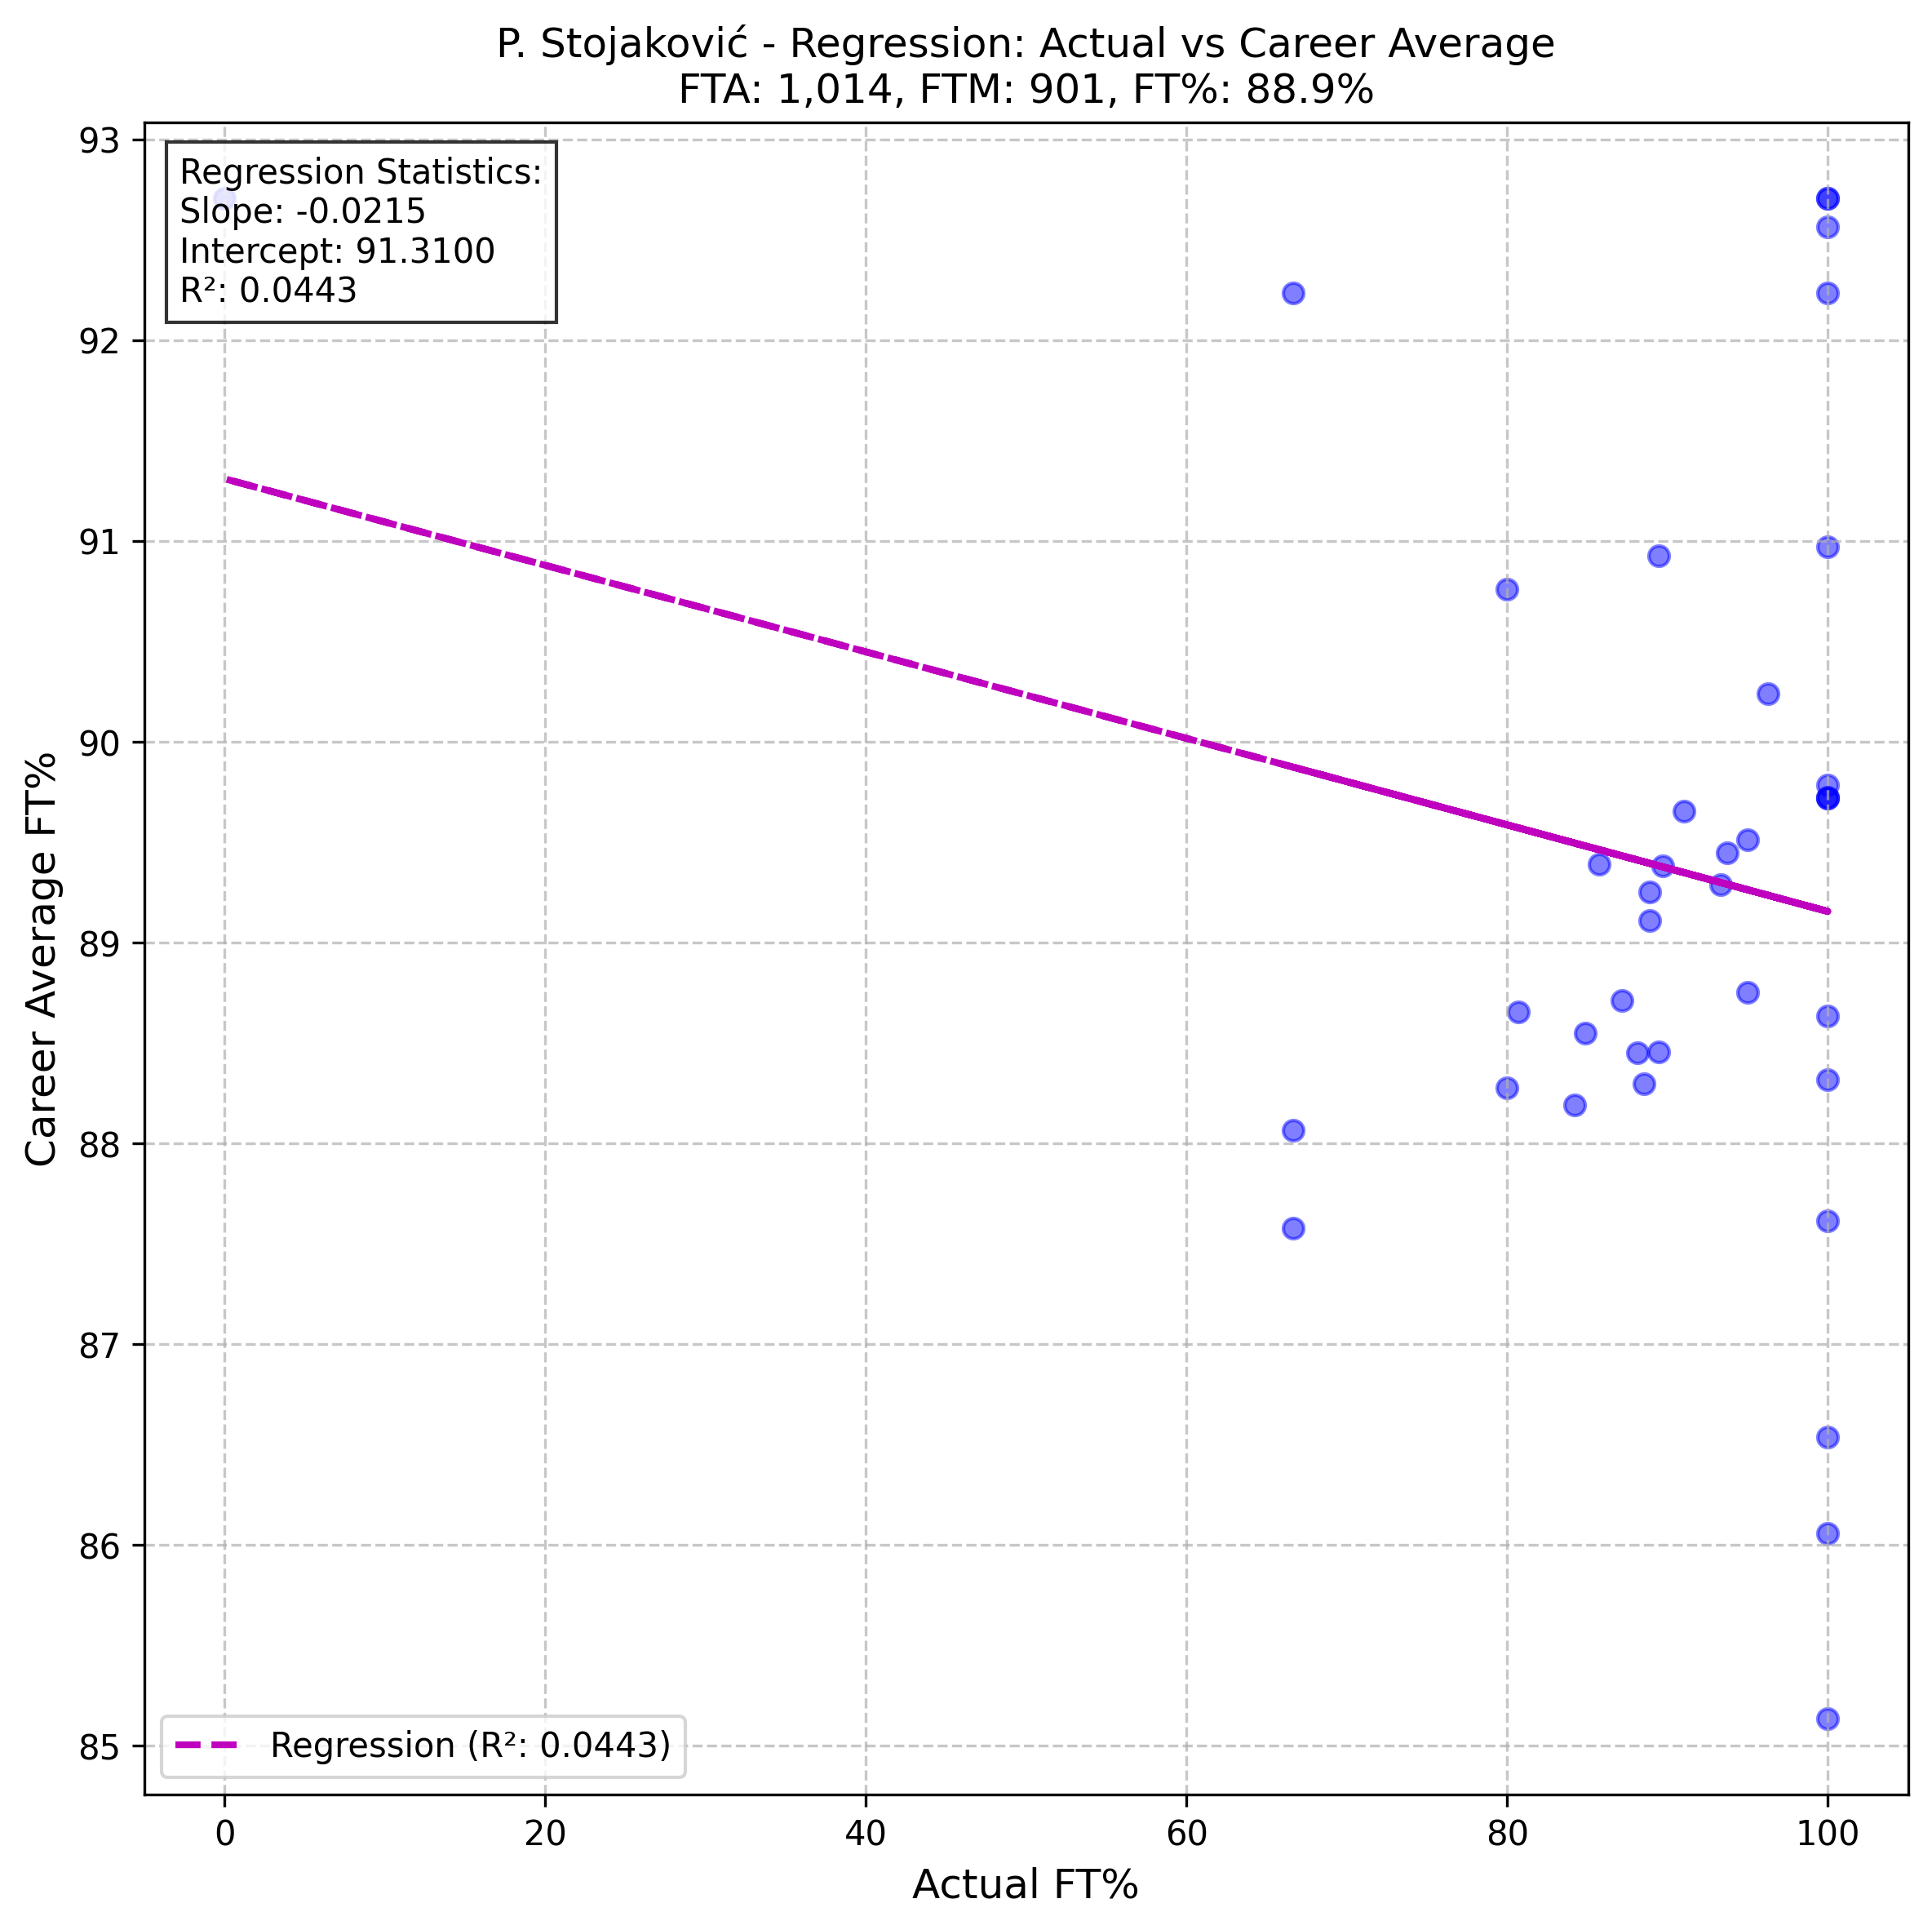 P. Stojaković - Regression: Actual vs Career Average
FTA: 1,014, FTM: 901, FT%: 88.9%
Regression Statistics:
Slope: -0.0215
Intercept: 91.3100
R²: 0.0443
93
92
91
90
89
88
87
86
85
Career Average FT%
Regression (R²: 0.0443)
0
20
40
60
80
100
Actual FT%